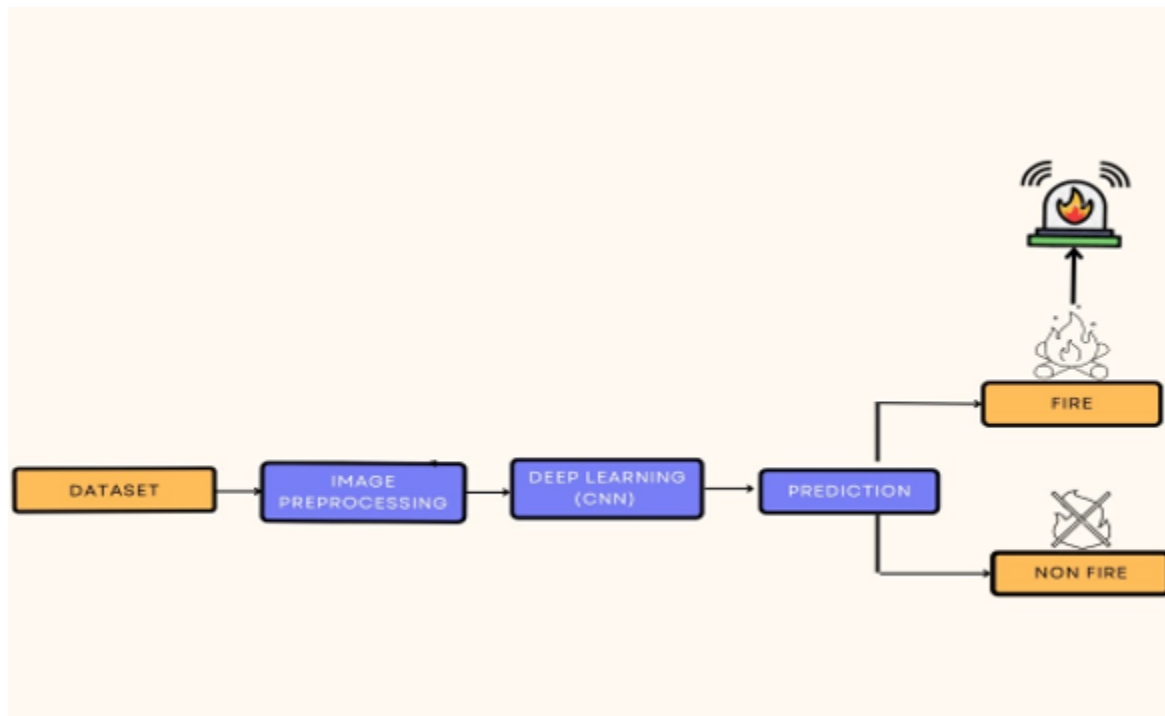 DATASET
IMAGE
PREPROCESSING
DEEP LEARNING
(CNN)
PREDICTION
FIRE
NON FIRE